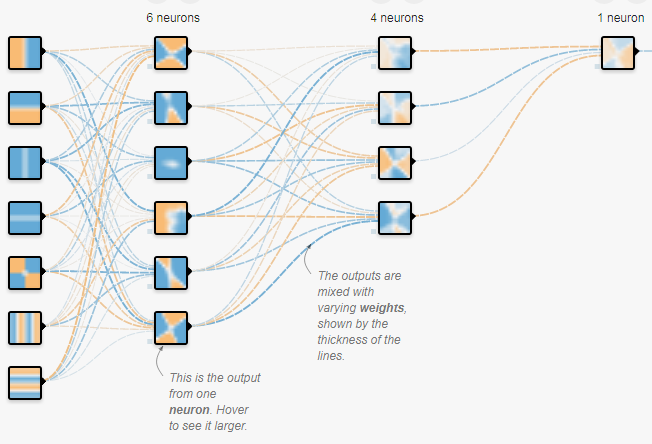 6 neurons
4 neurons
1 neuron
The outputs are
mixed with
varying weights,
shown by the
thickness of the
lines.
This is the output
from one
neuron. Hover
to see it larger.